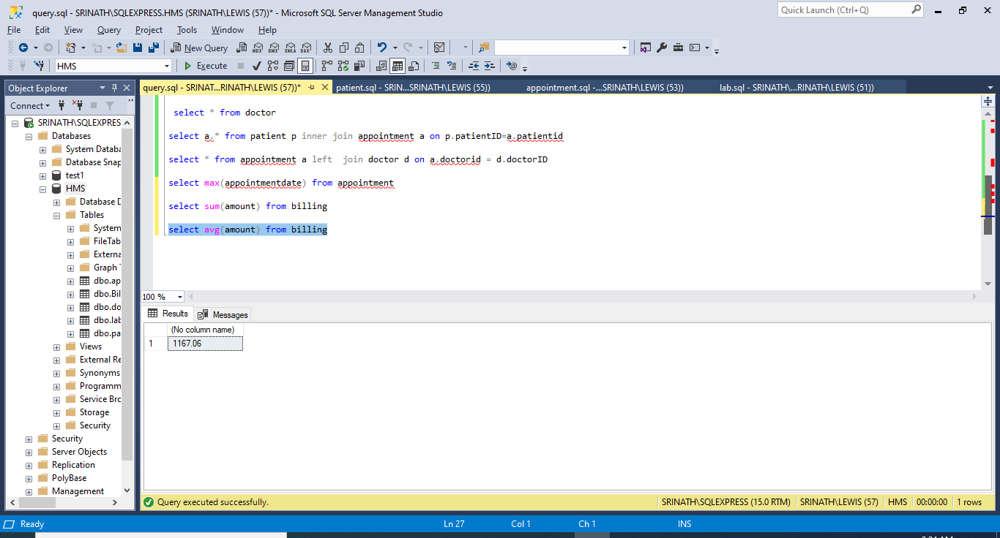 query.sql - SRINATH\SQLEXPRESS.HMS (SRINATH\LEWIS (57))* - Microsoft SQL Server Management Studio
Quick Launch (Ctrl+Q)
File Edit View Query Project Tools Window Help
New Query MDX DMX XMLA DAX
HMS Execute
Object Explorer
query.sql - SRINAT...RINATH\LEWIS (57))* patient.sql - SRIN...SRINATH\LEWIS (55)) appointment.sql -...SRINATH\LEWIS (53)) lab.sql - SRINATH\...RINATH\LEWIS (51))
Connect
SRINATH\SQLEXPRES
Databases
System Databa
Database Snap
test1
HMS
Database D
Tables
System
FileTab
Externa
Graph T
dbo.ap
dbo.Bil
dbo.do
dbo.lab
dbo.pa
Views
External Re
Synonyms
Programm
Service Bro
Storage
Security
Security
Server Objects
Replication
PolyBase
Management
select * from doctor
select a.* from patient p inner join appointment a on p.patientID=a.patientid
select * from appointment a left  join doctor d on a.doctorid = d.doctorID
select max(appointmentdate) from appointment
select sum(amount) from billing
select avg(amount) from billing
100 %
Results Messages
(No column name)
1 1167.06
Query executed successfully. SRINATH\SQLEXPRESS (15.0 RTM) SRINATH\LEWIS (57) HMS 00:00:00 1 rows
Ready Ln 27 Col 1 Ch 1 INS